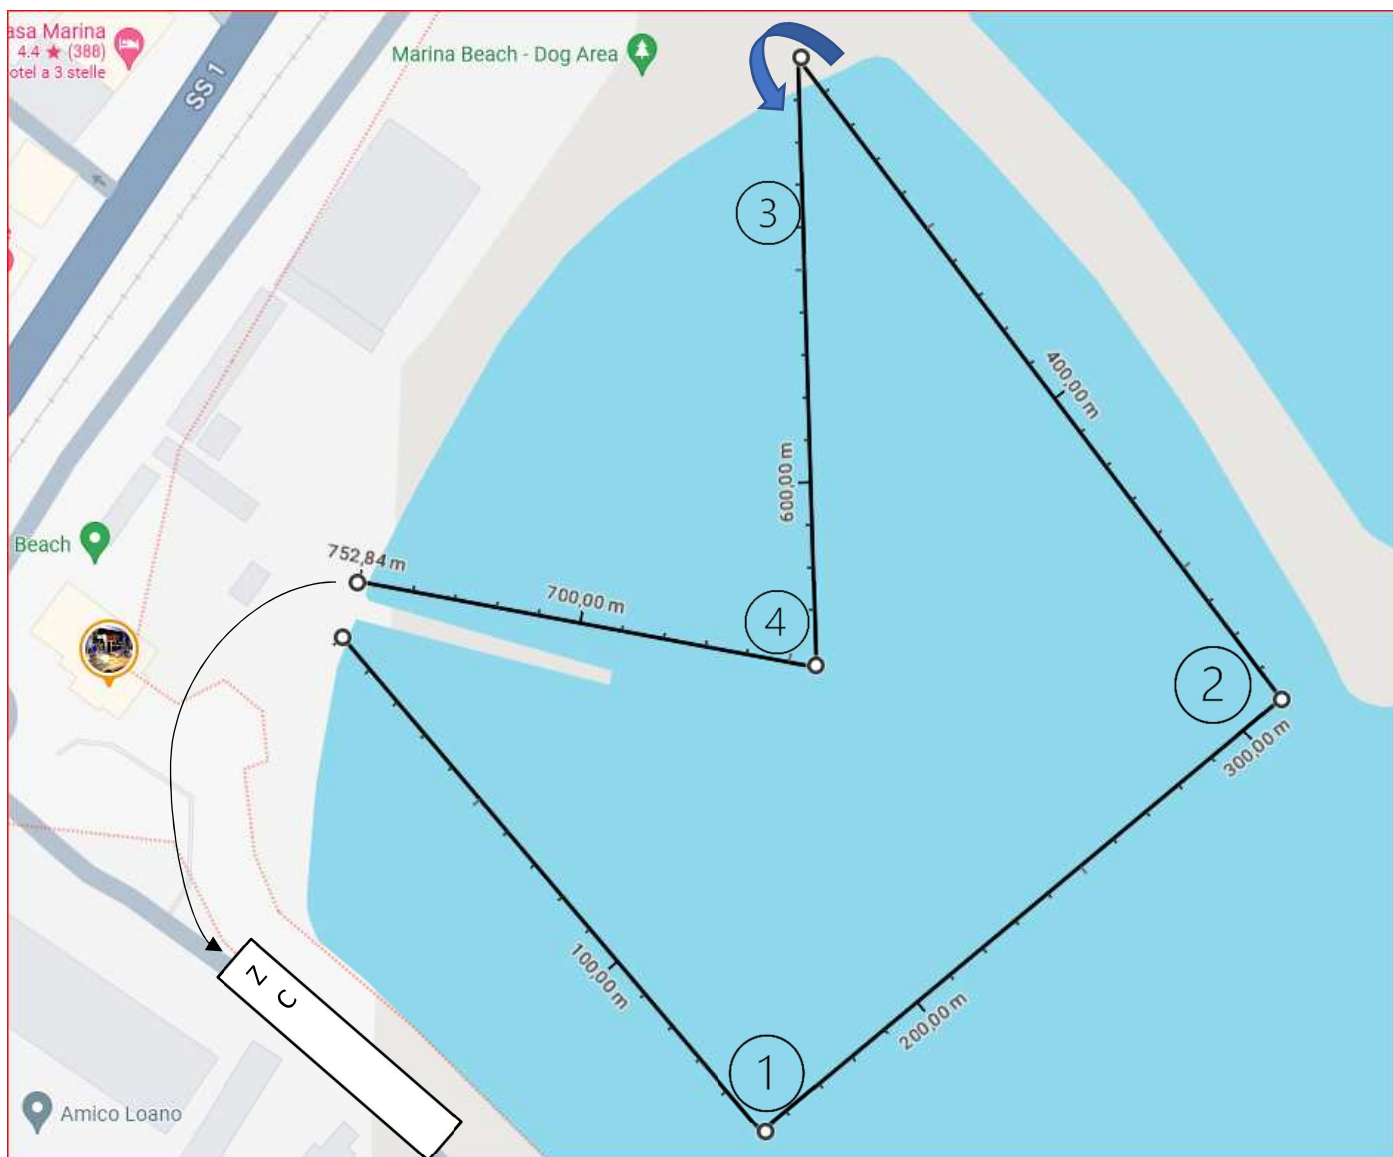 asa Marina
4.4 ★ (388)
otel a 3 stelle
SS 1
Marina Beach - Dog Area
3
400,00 m
600,00 m
Beach
752,84 m
700,00 m
4
2
300,00 m
100,00 m
200,00 m
Z
C
1
Amico Loano